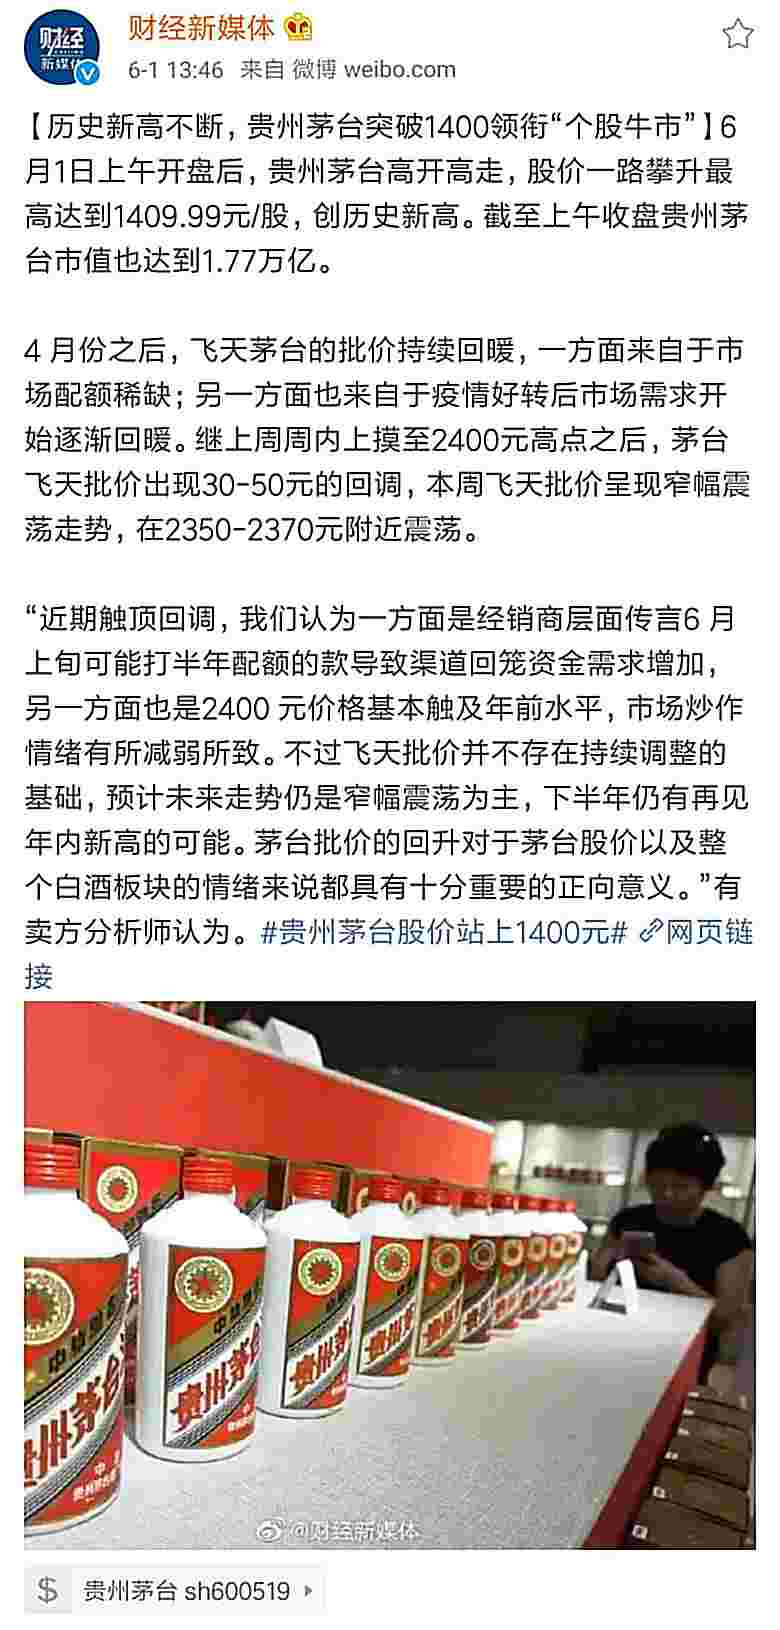 财经
新媒体
财经新媒体
6-1 13:46 来自 微博 weibo.com
【历史新高不断，贵州茅台突破1400领衔“个股牛市”】6
月1日上午开盘后，贵州茅台高开高走，股价一路攀升最
高达到1409.99元/股，创历史新高。截至上午收盘贵州茅
台市值也达到1.77万亿。
4 月份之后，飞天茅台的批价持续回暖，一方面来自于市
场配额稀缺；另一方面也来自于疫情好转后市场需求开
始逐渐回暖。继上周周内上摸至2400元高点之后，茅台
飞天批价出现30-50元的回调，本周飞天批价呈现窄幅震
荡走势，在2350-2370元附近震荡。
“近期触顶回调，我们认为一方面是经销商层面传言6 月
上旬可能打半年配额的款导致渠道回笼资金需求增加，
另一方面也是2400 元价格基本触及年前水平，市场炒作
情绪有所减弱所致。不过飞天批价并不存在持续调整的
基础，预计未来走势仍是窄幅震荡为主，下半年仍有再见
年内新高的可能。茅台批价的回升对于茅台股价以及整
个白酒板块的情绪来说都具有十分重要的正向意义。”有
卖方分析师认为。#贵州茅台股价站上1400元# 网页链
接
贵州茅台
贵州茅台
贵州茅台
贵州茅台
@财经新媒体
$ 贵州茅台 sh600519